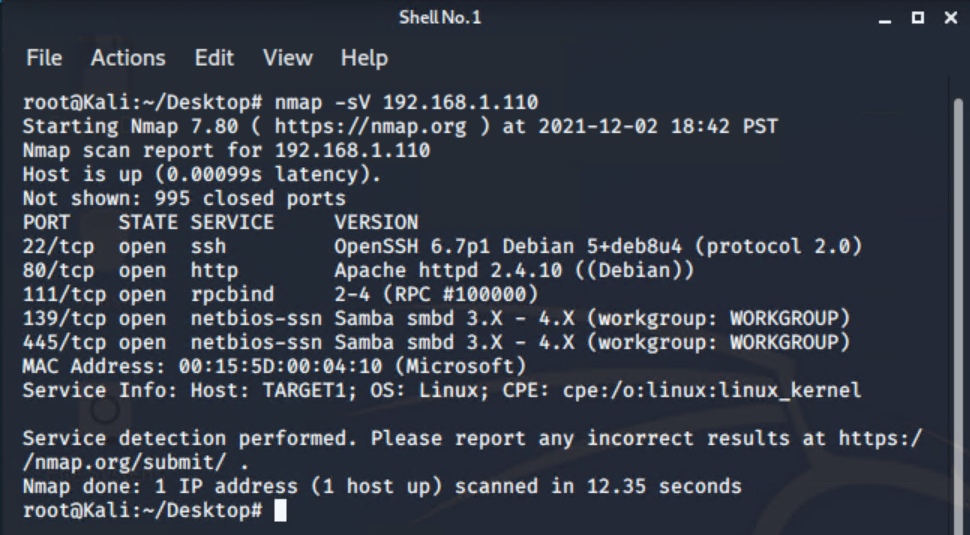 Shell No.1
File Actions Edit View Help
root@Kali:~/Desktop# nmap -sV 192.168.1.110
Starting Nmap 7.80 ( https://nmap.org ) at 2021-12-02 18:42 PST
Nmap scan report for 192.168.1.110
Host is up (0.00099s latency).
Not shown: 995 closed ports
PORT    STATE SERVICE     VERSION
22/tcp  open  ssh         OpenSSH 6.7p1 Debian 5+deb8u4 (protocol 2.0)
80/tcp  open  http        Apache httpd 2.4.10 ((Debian))
111/tcp open  rpcbind     2-4 (RPC #100000)
139/tcp open  netbios-ssn Samba smbd 3.X - 4.X (workgroup: WORKGROUP)
445/tcp open  netbios-ssn Samba smbd 3.X - 4.X (workgroup: WORKGROUP)
MAC Address: 00:15:5D:00:04:10 (Microsoft)
Service Info: Host: TARGET1; OS: Linux; CPE: cpe:/o:linux:linux_kernel
Service detection performed. Please report any incorrect results at https:/
/nmap.org/submit/ .
Nmap done: 1 IP address (1 host up) scanned in 12.35 seconds
root@Kali:~/Desktop#